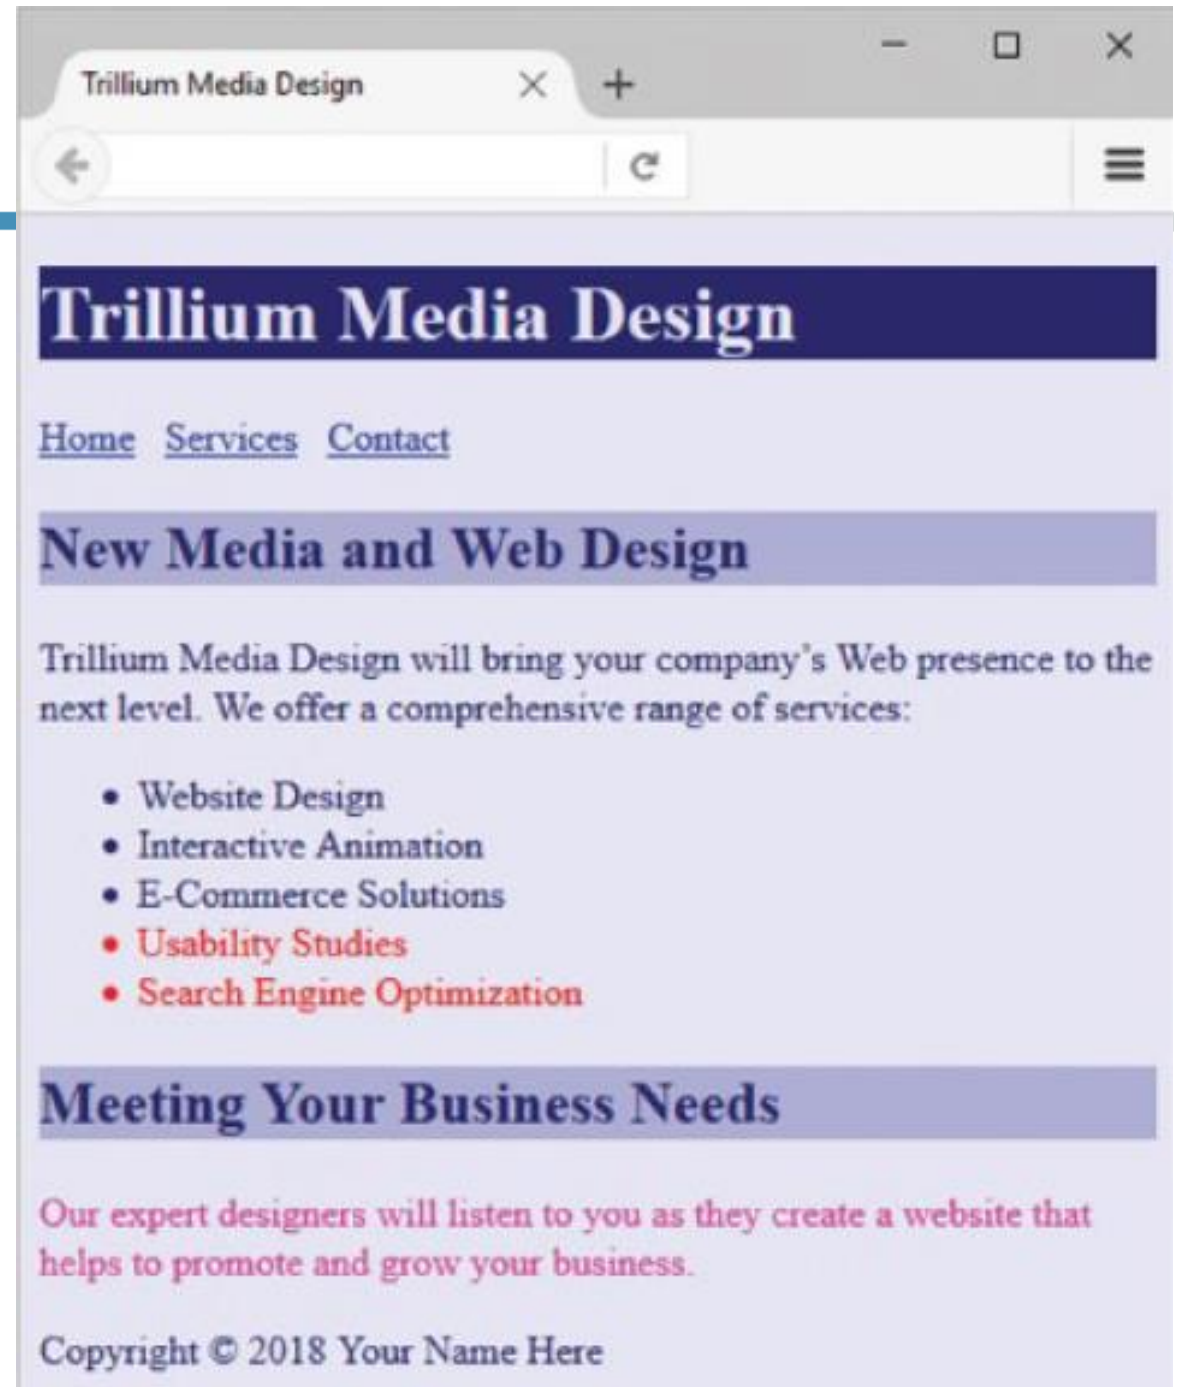 Trillium Media Design
Trillium Media Design
Home Services Contact
New Media and Web Design
Trillium Media Design will bring your company's Web presence to the
next level. We offer a comprehensive range of services:
• Website Design
• Interactive Animation
• E-Commerce Solutions
• Usability Studies
• Search Engine Optimization
Meeting Your Business Needs
Our expert designers will listen to you as they create a website that
helps to promote and grow your business.
Copyright © 2018 Your Name Here